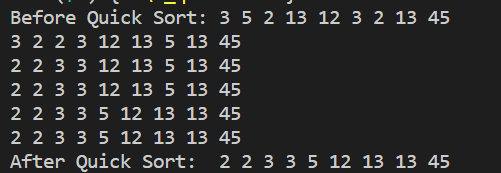 Before Quick Sort: 3 5 2 13 12 3 2 13 45
3 2 2 3 12 13 5 13 45
2 2 3 3 12 13 5 13 45
2 2 3 3 12 13 5 13 45
2 2 3 3 5 12 13 13 45
2 2 3 3 5 12 13 13 45
After Quick Sort:  2 2 3 3 5 12 13 13 45